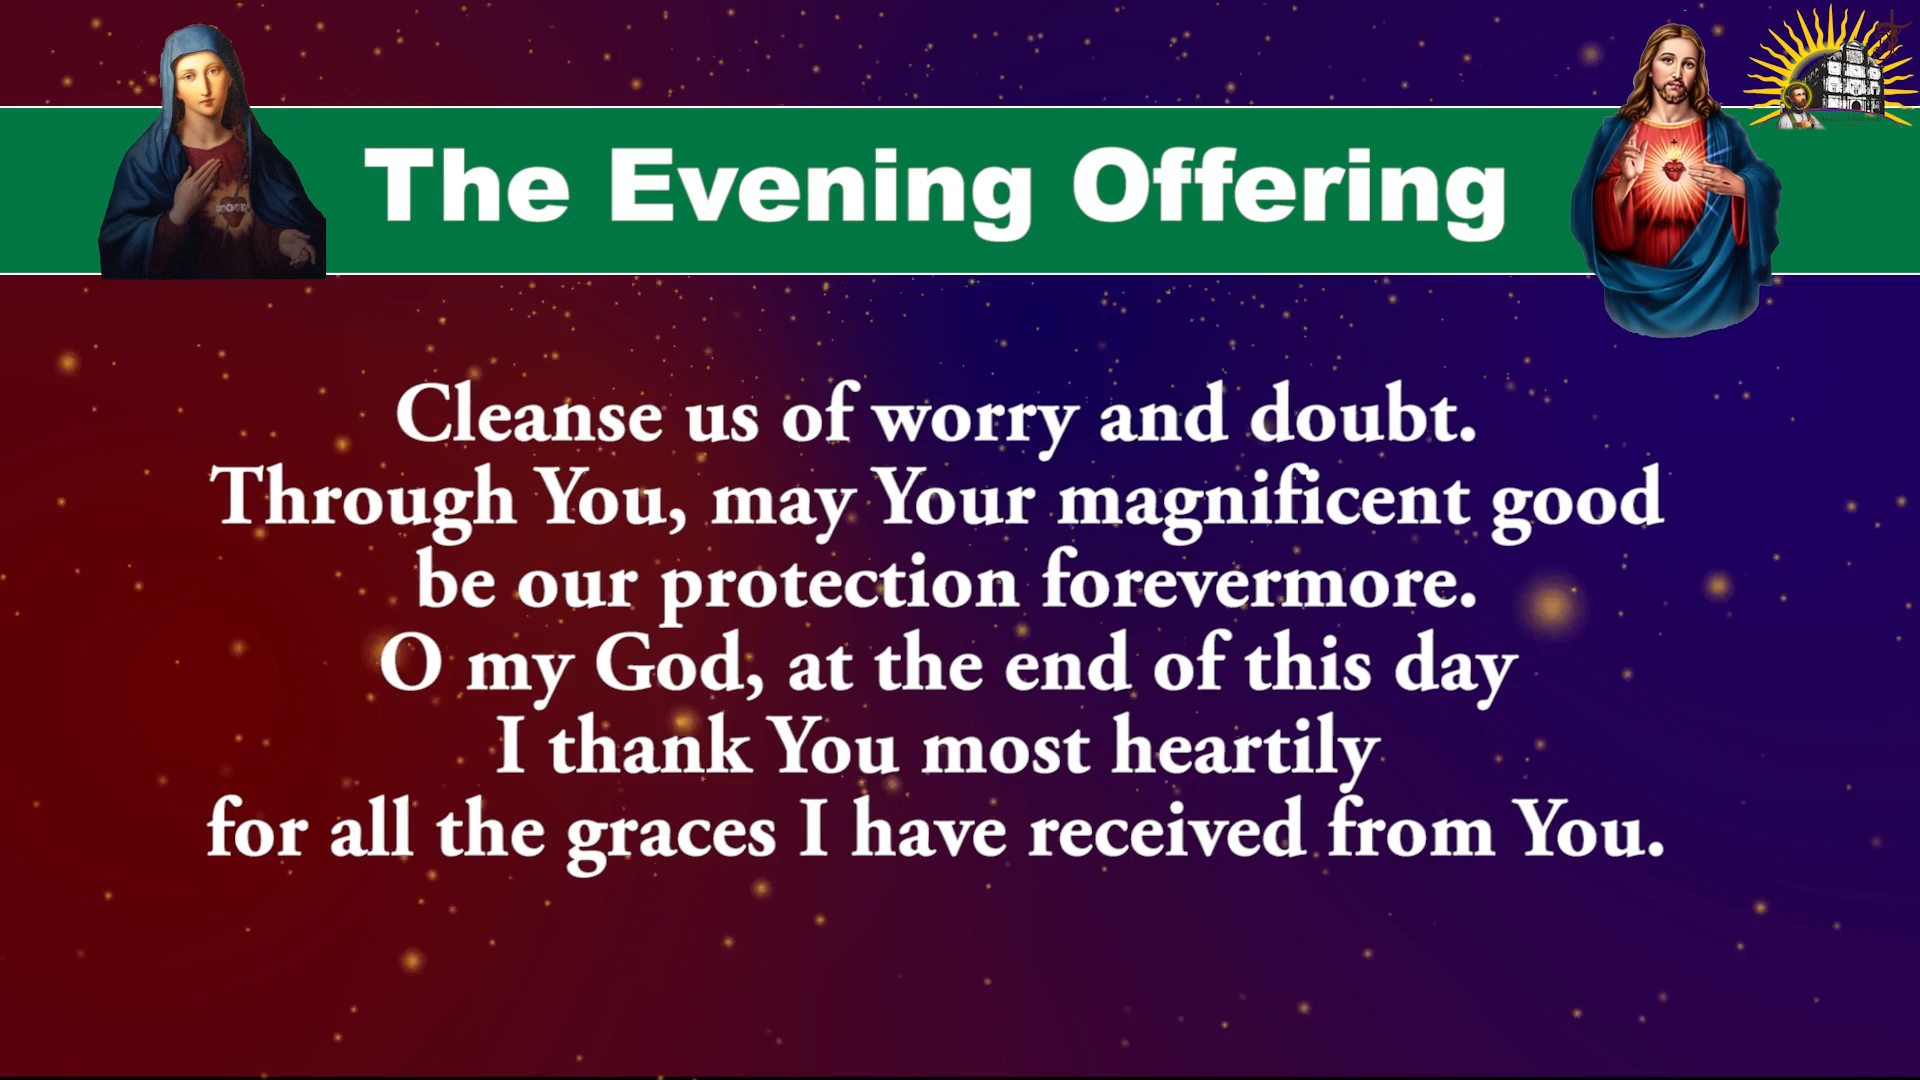 The Evening Offering
Cleanse us of worry and doubt.
Through You, may Your magnificent good
be our protection forevermore.
O my God, at the end of this day
I thank You most heartily
for all the graces I have received from You.